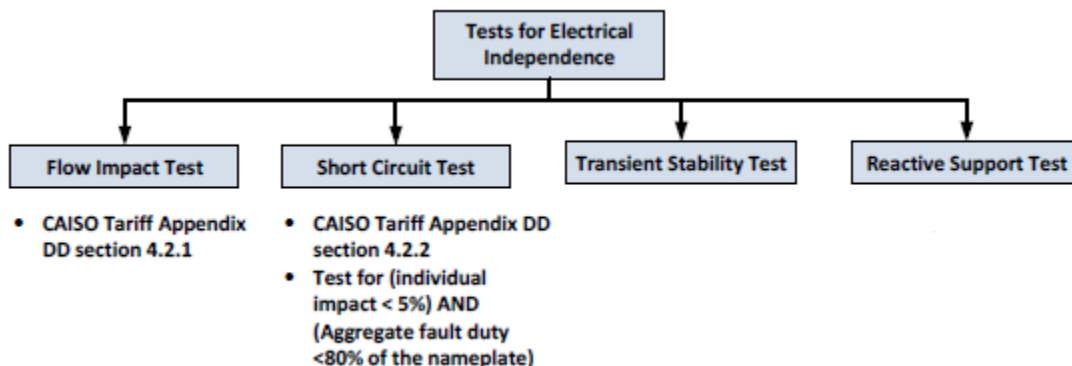 Tests for Electrical
Independence
Flow Impact Test
Short Circuit Test
Transient Stability Test
Reactive Support Test
• CAISO Tariff Appendix
DD section 4.2.1
• CAISO Tariff Appendix DD
section 4.2.2
• Test for (individual
impact < 5%) AND
(Aggregate fault duty
<80% of the nameplate)